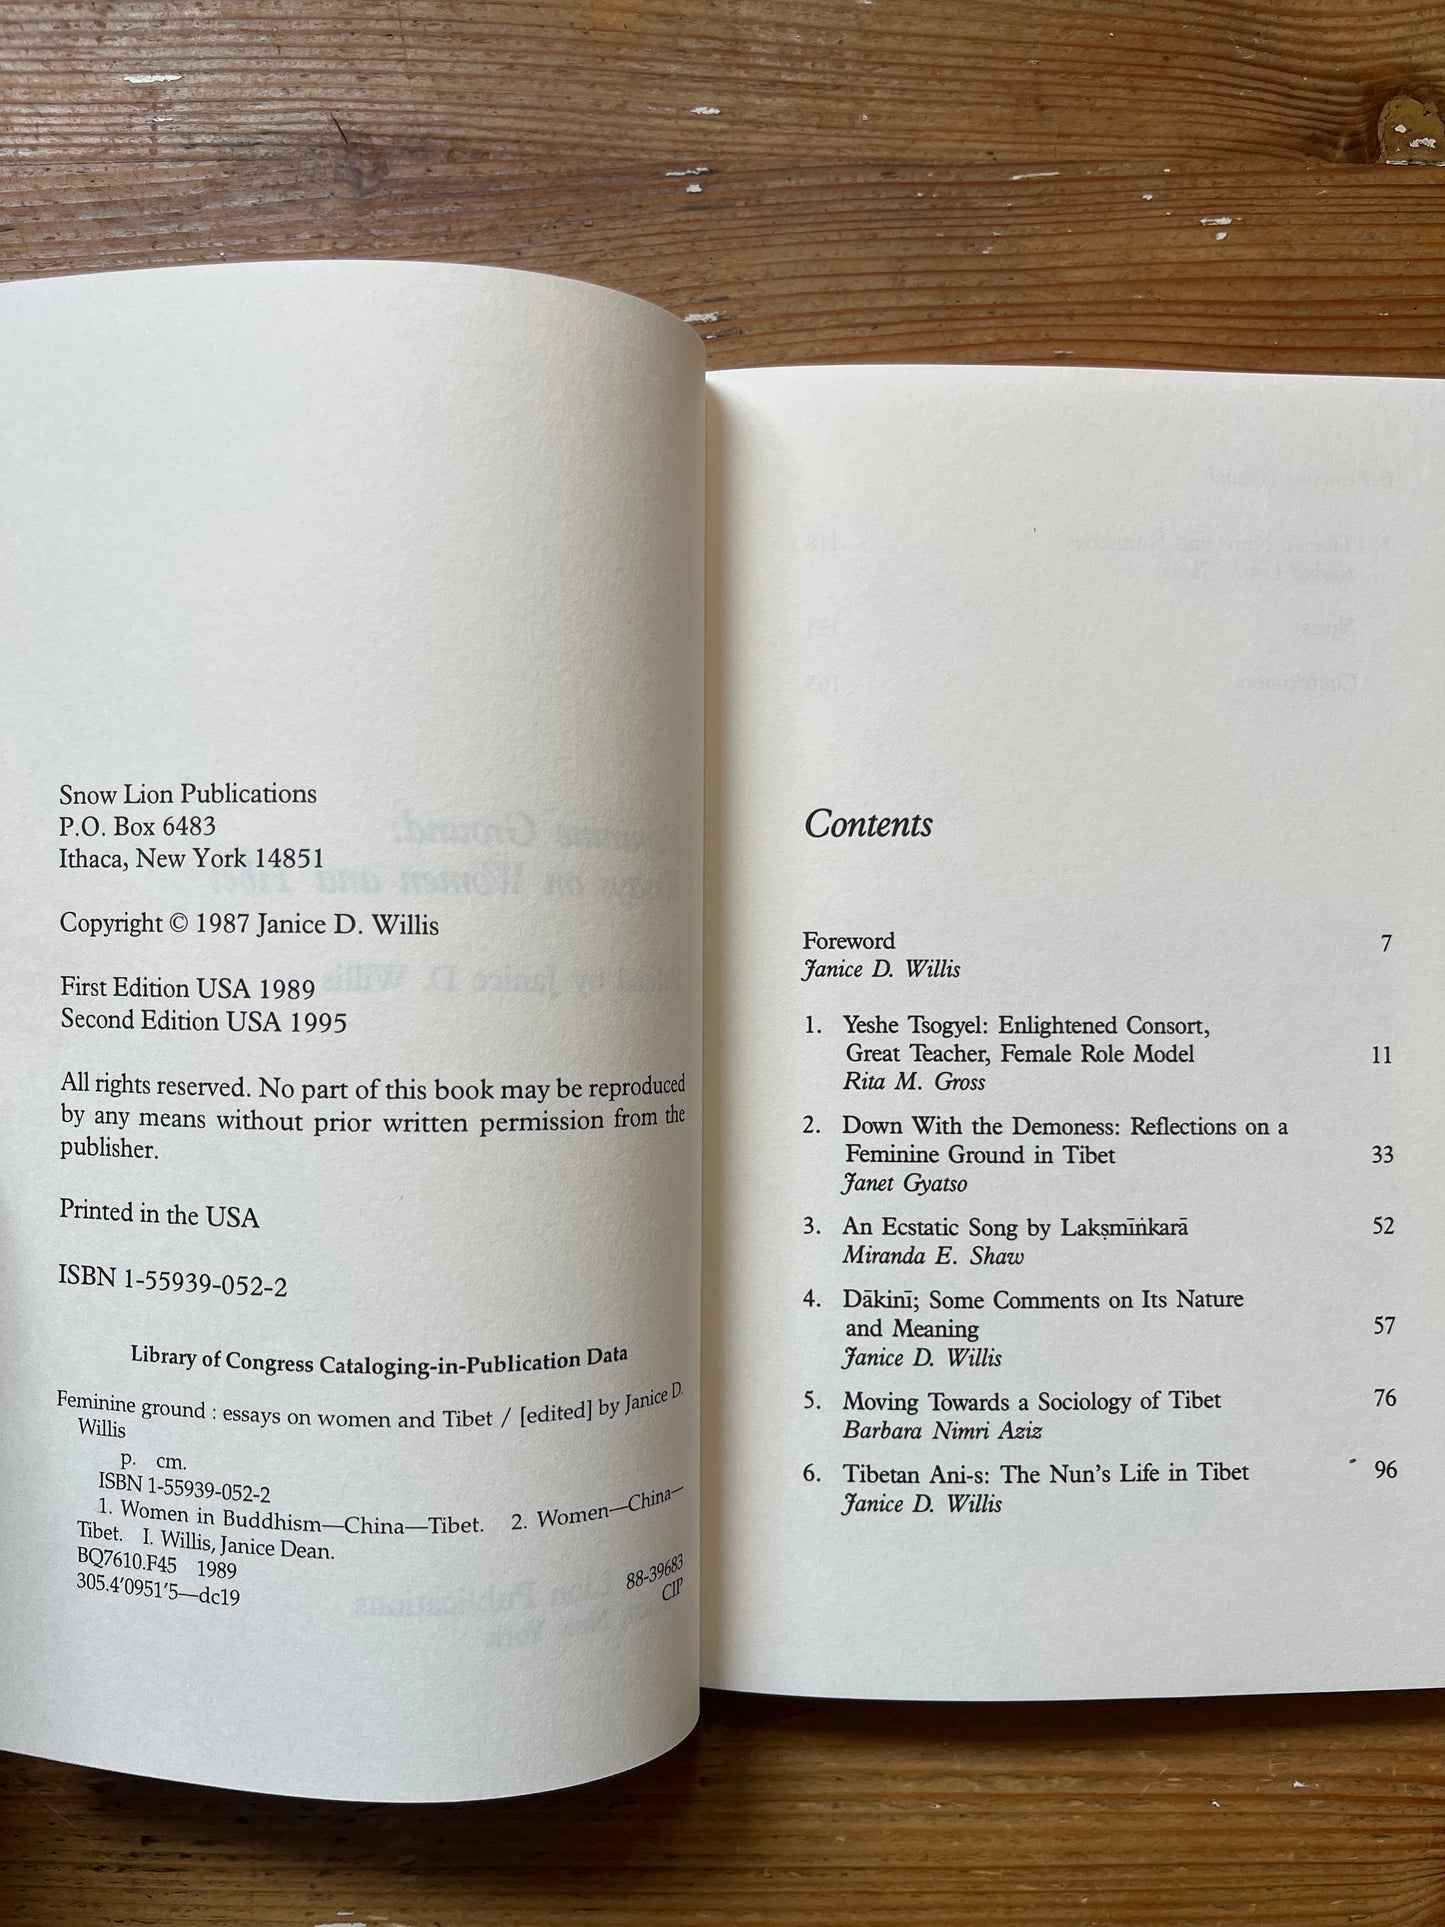 Snow Lion Publications
P.O. Box 6483
Ithaca, New York 14851
Copyright © 1987 Janice D. Willis
First Edition USA 1989
Second Edition USA 1995
All rights reserved. No part of this book may be reproduced
by any means without prior written permission from the
publisher.
Printed in the USA
ISBN 1-55939-052-2
Library of Congress Cataloging-in-Publication Data
Feminine ground : essays on women and Tibet / [edited] by Janice D.
Willis
p. cm.
ISBN 1-55939-052-2
1. Women in Buddhism—China—Tibet. 2. Women—China—
Tibet. I. Willis, Janice Dean.
BQ7610.F45 1989
305.4′0951′5—dc19
88-39683
CIP
Contents
Foreword 7
Janice D. Willis
1. Yeshe Tsogyel: Enlightened Consort,
Great Teacher, Female Role Model 11
Rita M. Gross
2. Down With the Demoness: Reflections on a
Feminine Ground in Tibet 33
Janet Gyatso
3. An Ecstatic Song by Lakṣmīṅkarā 52
Miranda E. Shaw
4. Dākinī; Some Comments on Its Nature
and Meaning 57
Janice D. Willis
5. Moving Towards a Sociology of Tibet 76
Barbara Nimri Aziz
6. Tibetan Ani-s: The Nun's Life in Tibet 96
Janice D. Willis